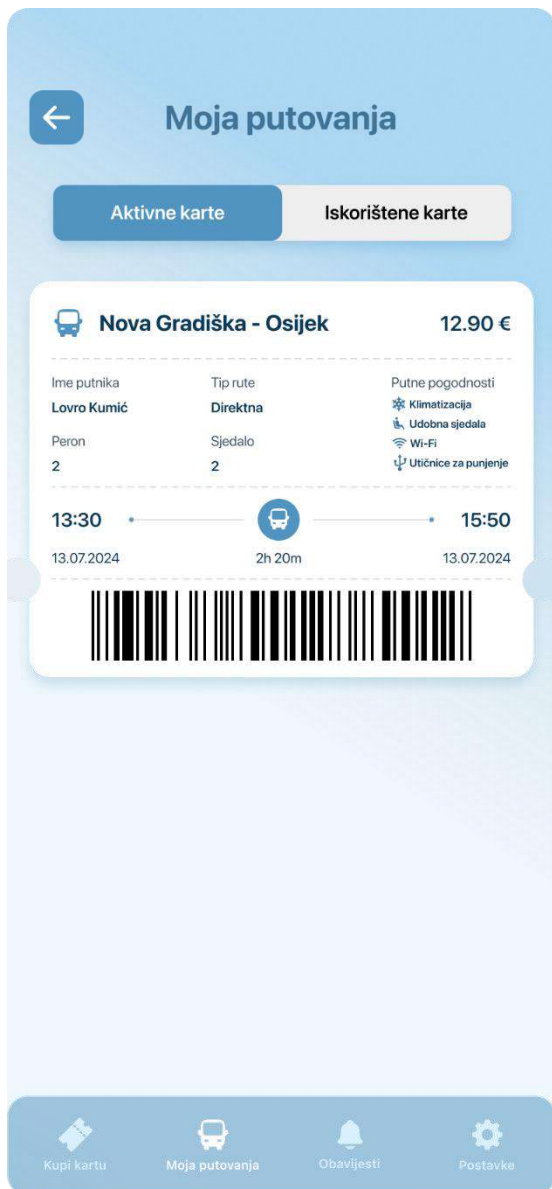 Moja putovanja
Aktivne karte
Iskorištene karte
Nova Gradiška - Osijek
12.90 €
Ime putnika
Lovro Kumić
Tip rute
Direktna
Putne pogodnosti
Klimatizacija
Udobna sjedala
Wi-Fi
Utičnice za punjenje
Peron
2
Sjedalo
2
13:30
15:50
13.07.2024
2h 20m
13.07.2024
Kupi kartu
Moja putovanja
Obavijesti
Postavke